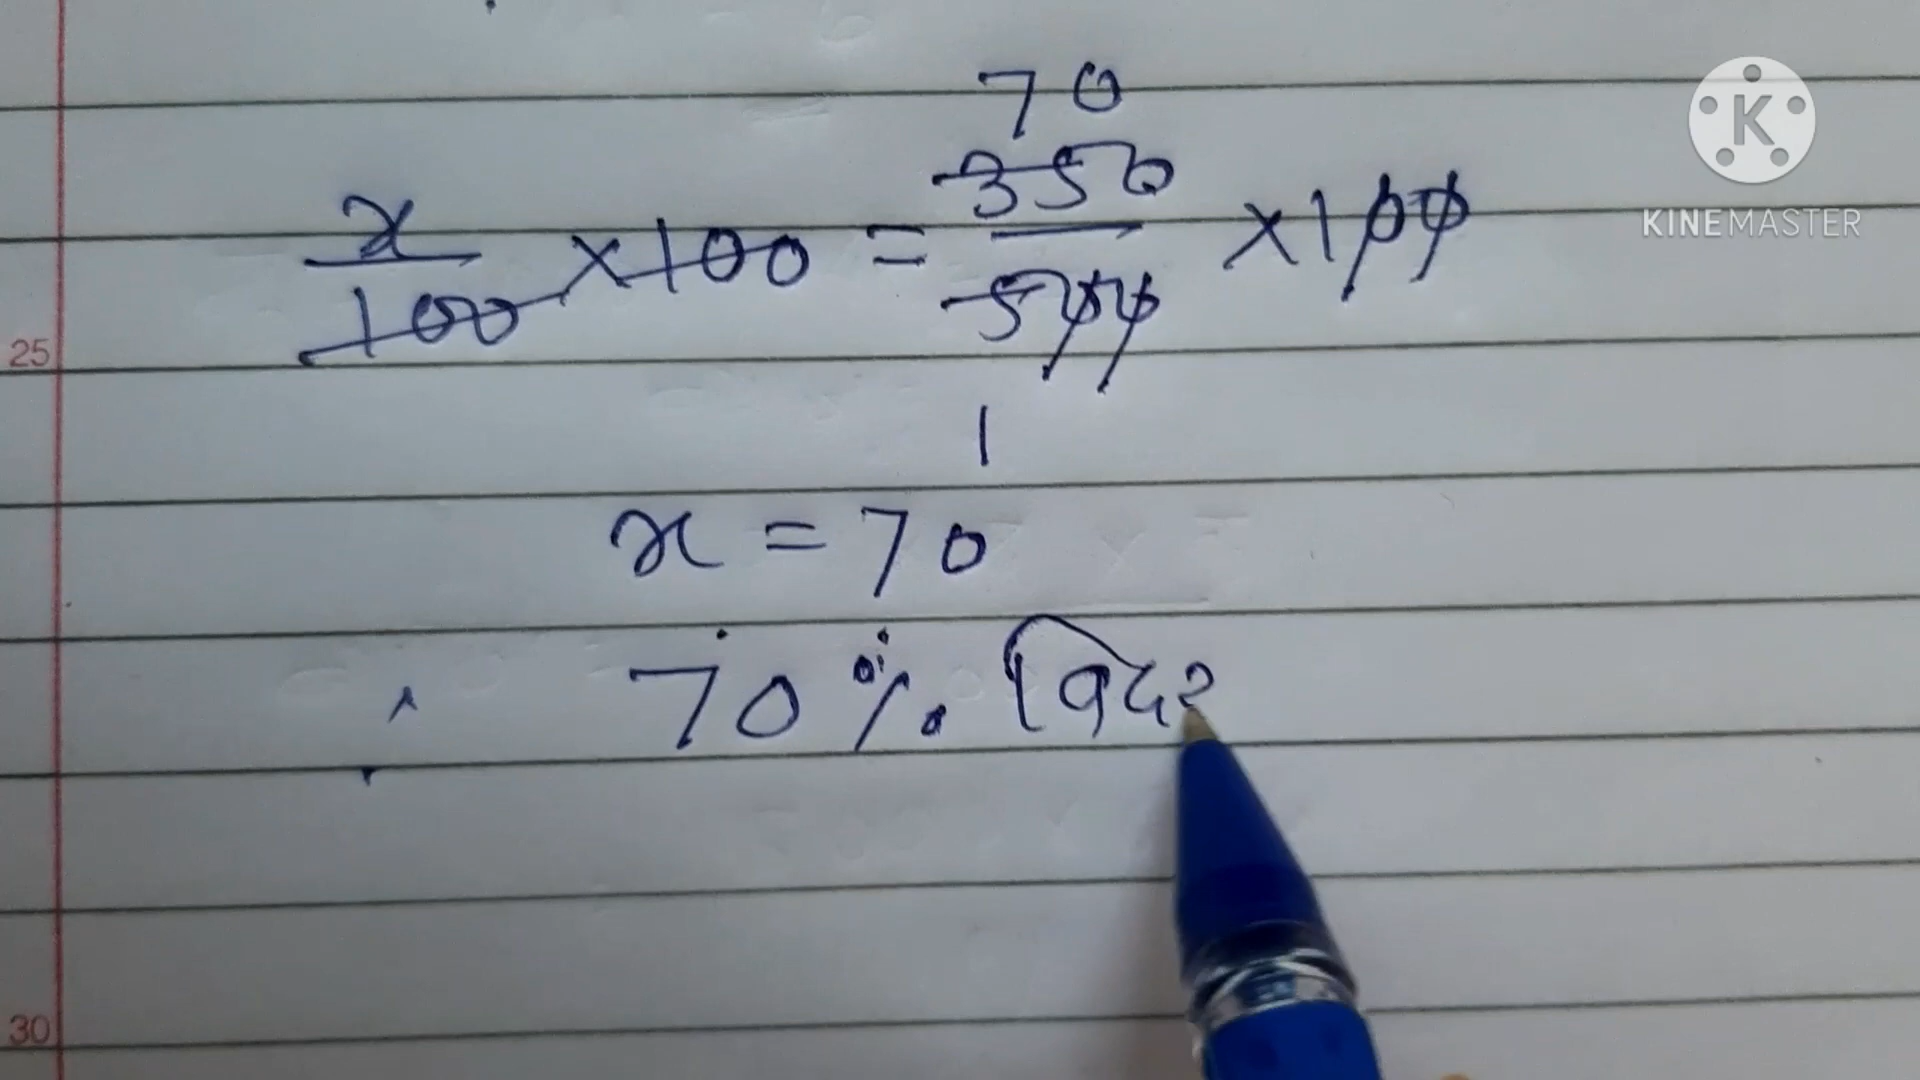 70
x/100 ×100 = 350/500 ×100
25
1
x = 70
70 %.
30
KINEMASTER